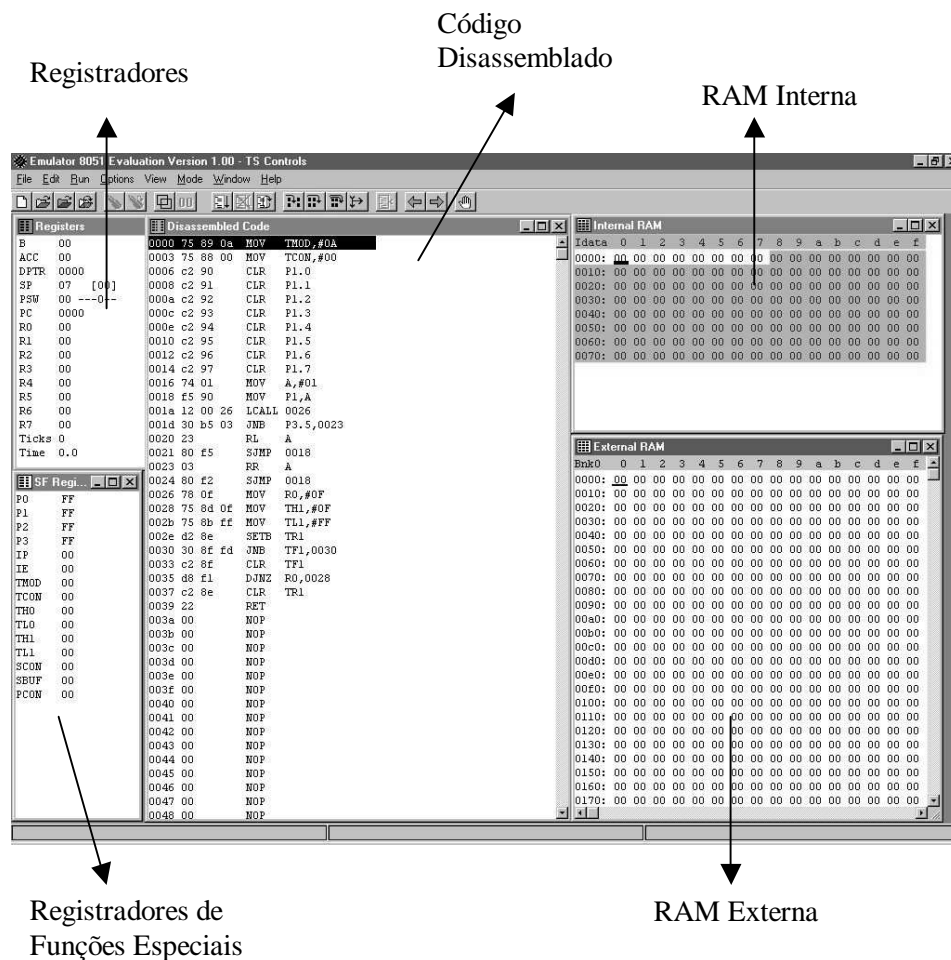 Código
Disassemblado
Registradores
RAM Interna
Emulator 8051 Evaluation Version 1.00 - TS Controls
File Edit Run Options View Mode Window Help
Registers
B 00
ACC 00
DPTR 0000
SP 07 [00]
PSW 00 ---0--
PC 0000
R0 00
R1 00
R2 00
R3 00
R4 00
R5 00
R6 00
R7 00
Ticks 0
Time 0.0
SF Regi...
P0 FF
P1 FF
P2 FF
P3 FF
IP 00
IE 00
TMOD 00
TCON 00
TH0 00
TL0 00
TH1 00
TL1 00
SCON 00
SBUF 00
PCON 00
Disassembled Code
0000 75 89 0a MOV TMOD,#0A
0003 75 88 00 MOV TCON,#00
0006 c2 90 CLR P1.0
0008 c2 91 CLR P1.1
000a c2 92 CLR P1.2
000c c2 93 CLR P1.3
000e c2 94 CLR P1.4
0010 c2 95 CLR P1.5
0012 c2 96 CLR P1.6
0014 c2 97 CLR P1.7
0016 74 01 MOV A,#01
0018 f5 90 MOV P1,A
001a 12 00 26 LCALL 0026
001d 30 b5 03 JNB P3.5,0023
0020 23 RL A
0021 80 f5 SJMP 0018
0023 03 RR A
0024 80 f2 SJMP 0018
0026 78 0f MOV R0,#0F
0028 75 8d 0f MOV TH1,#0F
002b 75 8b ff MOV TL1,#FF
002e d2 8e SETB TR1
0030 30 8f fd JNB TF1,0030
0033 c2 8f CLR TF1
0035 d8 f1 DJNZ R0,0028
0037 c2 8e CLR TR1
0039 22 RET
003a 00 NOP
003b 00 NOP
003c 00 NOP
003d 00 NOP
003e 00 NOP
003f 00 NOP
0040 00 NOP
0041 00 NOP
0042 00 NOP
0043 00 NOP
0044 00 NOP
0045 00 NOP
0046 00 NOP
0047 00 NOP
0048 00 NOP
Internal RAM
Idata 0 1 2 3 4 5 6 7 8 9 a b c d e f
0000: 00 00 00 00 00 00 00 00 00 00 00 00 00 00 00 00
0010: 00 00 00 00 00 00 00 00 00 00 00 00 00 00 00 00
0020: 00 00 00 00 00 00 00 00 00 00 00 00 00 00 00 00
0030: 00 00 00 00 00 00 00 00 00 00 00 00 00 00 00 00
0040: 00 00 00 00 00 00 00 00 00 00 00 00 00 00 00 00
0050: 00 00 00 00 00 00 00 00 00 00 00 00 00 00 00 00
0060: 00 00 00 00 00 00 00 00 00 00 00 00 00 00 00 00
0070: 00 00 00 00 00 00 00 00 00 00 00 00 00 00 00 00
External RAM
Bnk0 0 1 2 3 4 5 6 7 8 9 a b c d e f
0000: 00 00 00 00 00 00 00 00 00 00 00 00 00 00 00 00
0010: 00 00 00 00 00 00 00 00 00 00 00 00 00 00 00 00
0020: 00 00 00 00 00 00 00 00 00 00 00 00 00 00 00 00
0030: 00 00 00 00 00 00 00 00 00 00 00 00 00 00 00 00
0040: 00 00 00 00 00 00 00 00 00 00 00 00 00 00 00 00
0050: 00 00 00 00 00 00 00 00 00 00 00 00 00 00 00 00
0060: 00 00 00 00 00 00 00 00 00 00 00 00 00 00 00 00
0070: 00 00 00 00 00 00 00 00 00 00 00 00 00 00 00 00
0080: 00 00 00 00 00 00 00 00 00 00 00 00 00 00 00 00
0090: 00 00 00 00 00 00 00 00 00 00 00 00 00 00 00 00
00a0: 00 00 00 00 00 00 00 00 00 00 00 00 00 00 00 00
00b0: 00 00 00 00 00 00 00 00 00 00 00 00 00 00 00 00
00c0: 00 00 00 00 00 00 00 00 00 00 00 00 00 00 00 00
00d0: 00 00 00 00 00 00 00 00 00 00 00 00 00 00 00 00
00e0: 00 00 00 00 00 00 00 00 00 00 00 00 00 00 00 00
00f0: 00 00 00 00 00 00 00 00 00 00 00 00 00 00 00 00
0100: 00 00 00 00 00 00 00 00 00 00 00 00 00 00 00 00
0110: 00 00 00 00 00 00 00 00 00 00 00 00 00 00 00 00
0120: 00 00 00 00 00 00 00 00 00 00 00 00 00 00 00 00
0130: 00 00 00 00 00 00 00 00 00 00 00 00 00 00 00 00
0140: 00 00 00 00 00 00 00 00 00 00 00 00 00 00 00 00
0150: 00 00 00 00 00 00 00 00 00 00 00 00 00 00 00 00
0160: 00 00 00 00 00 00 00 00 00 00 00 00 00 00 00 00
0170: 00 00 00 00 00 00 00 00 00 00 00 00 00 00 00 00
Registradores de
Funções Especiais
RAM Externa